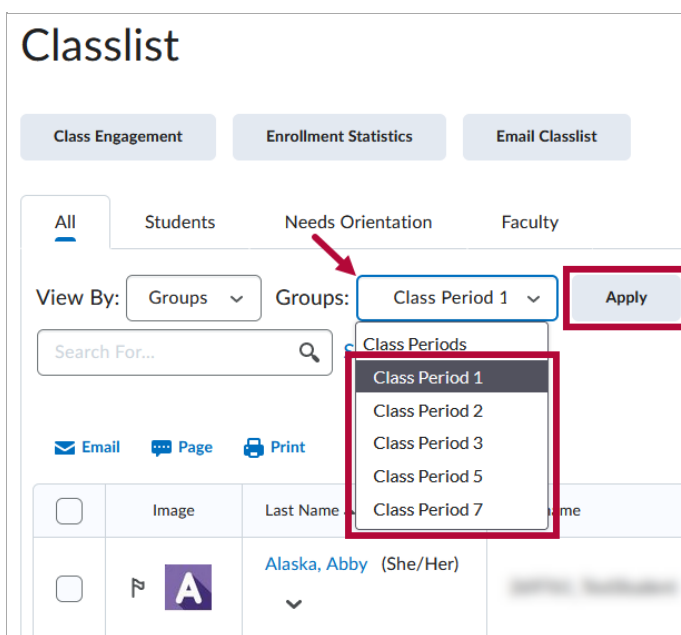 Classlist
Class Engagement Enrollment Statistics Email Classlist
All Students Needs Orientation Faculty
View By: Groups Groups: Class Period 1 Apply
Search For...
Class Periods
Class Period 1
Class Period 2
Class Period 3
Class Period 5
Class Period 7
Email Page Print
Image Last Name
Alaska, Abby (She/Her)
A